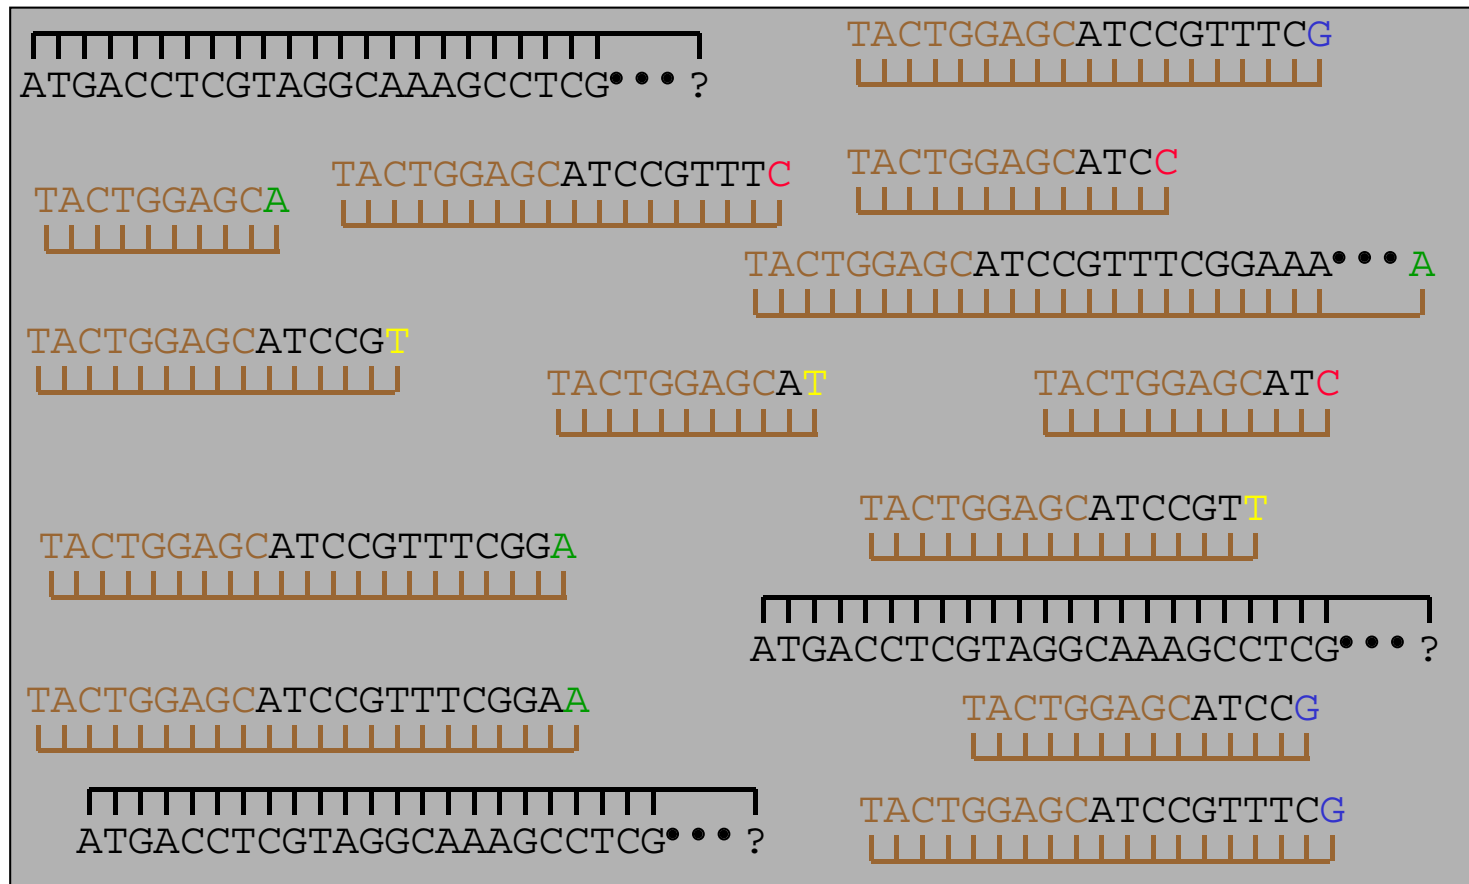 TACTGGAGCATCCGTTTCG
ATGACCTCGTAGGCAAAGCCTCG••• ?
TACTGGAGCATCCGTTTC
TACTGGAGCATCC
TACTGGAGCA
TACTGGAGCATCCGTTTCGGAAA••• A
TACTGGAGCATCCGT
TACTGGAGCAT
TACTGGAGCATC
TACTGGAGCATCCGTT
TACTGGAGCATCCGTTTCGGA
ATGACCTCGTAGGCAAAGCCTCG••• ?
TACTGGAGCATCCGTTTCGGAA
TACTGGAGCATCCG
TACTGGAGCATCCGTTTCG
ATGACCTCGTAGGCAAAGCCTCG••• ?